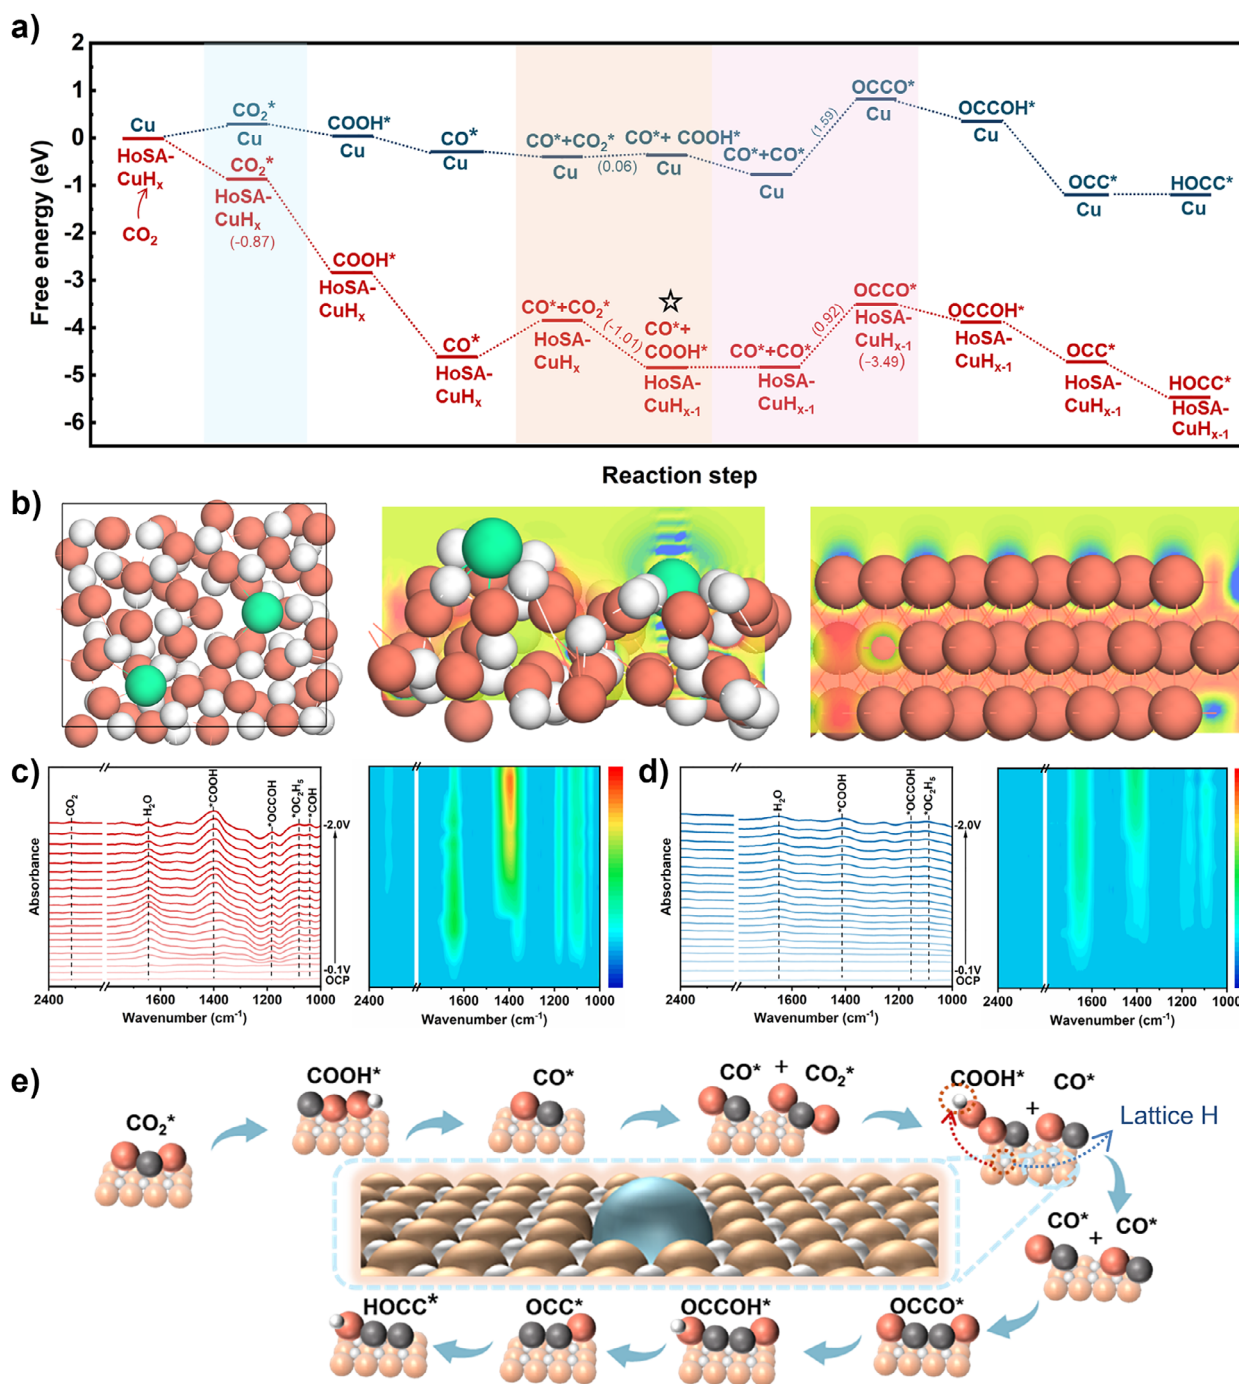 a)
2
1
0
-1
-2
-3
-4
-5
-6
Free energy (eV)
Reaction step
Cu
CO₂*
Cu
COOH*
Cu
CO*
Cu
CO*+CO₂*
Cu
(0.06)
CO*+ COOH*
Cu
CO*+CO*
Cu
(1.59)
OCCO*
Cu
OCCOH*
Cu
OCC*
Cu
HOCC*
Cu
HoSA-
CuHₓ
CO₂
CO₂*
HoSA-
CuHₓ
(-0.87)
COOH*
HoSA-
CuHₓ
CO*
HoSA-
CuHₓ
CO*+CO₂*
HoSA-
CuHₓ
(-1.01)
CO*+
COOH*
HoSA-
CuHₓ₋₁
CO*+CO*
HoSA-
CuHₓ₋₁
(0.92)
OCCO*
HoSA-
CuHₓ₋₁
(-3.49)
OCCOH*
HoSA-
CuHₓ₋₁
OCC*
HoSA-
CuHₓ₋₁
HOCC*
HoSA-
CuHₓ₋₁
b)
c)
CO₂
H₂O
*COOH
*OCCOH
*OC₂H₅
*COH
-2.0V
-0.1V
OCP
Absorbance
2400 1600 1400 1200 1000
Wavenumber (cm⁻¹)
2400 1600 1400 1200 1000
Wavenumber (cm⁻¹)
d)
H₂O
*COOH
*OCCOH
*OC₂H₅
-2.0V
-0.1V
OCP
Absorbance
2400 1600 1400 1200 1000
Wavenumber (cm⁻¹)
2400 1600 1400 1200 1000
Wavenumber (cm⁻¹)
e)
CO₂*
COOH*
CO*
CO* + CO₂*
COOH* + CO*
Lattice H
CO* + CO*
OCCO*
OCCOH*
OCC*
HOCC*